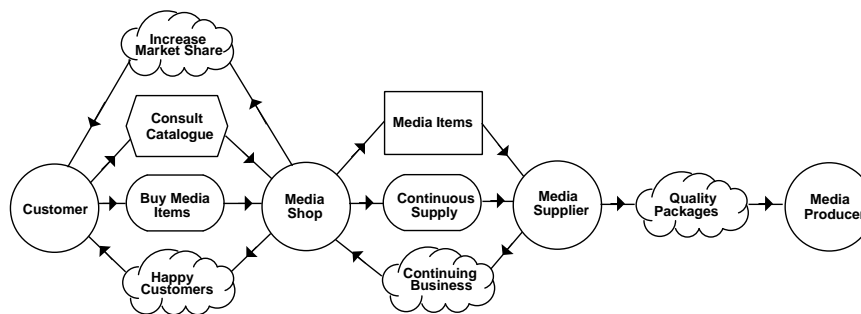 Increase
Market Share
Consult
Catalogue
Media Items
Customer
Buy Media
Items
Media
Shop
Continuous
Supply
Media
Supplier
Quality
Packages
Media
Producer
Happy
Customers
Continuing
Business